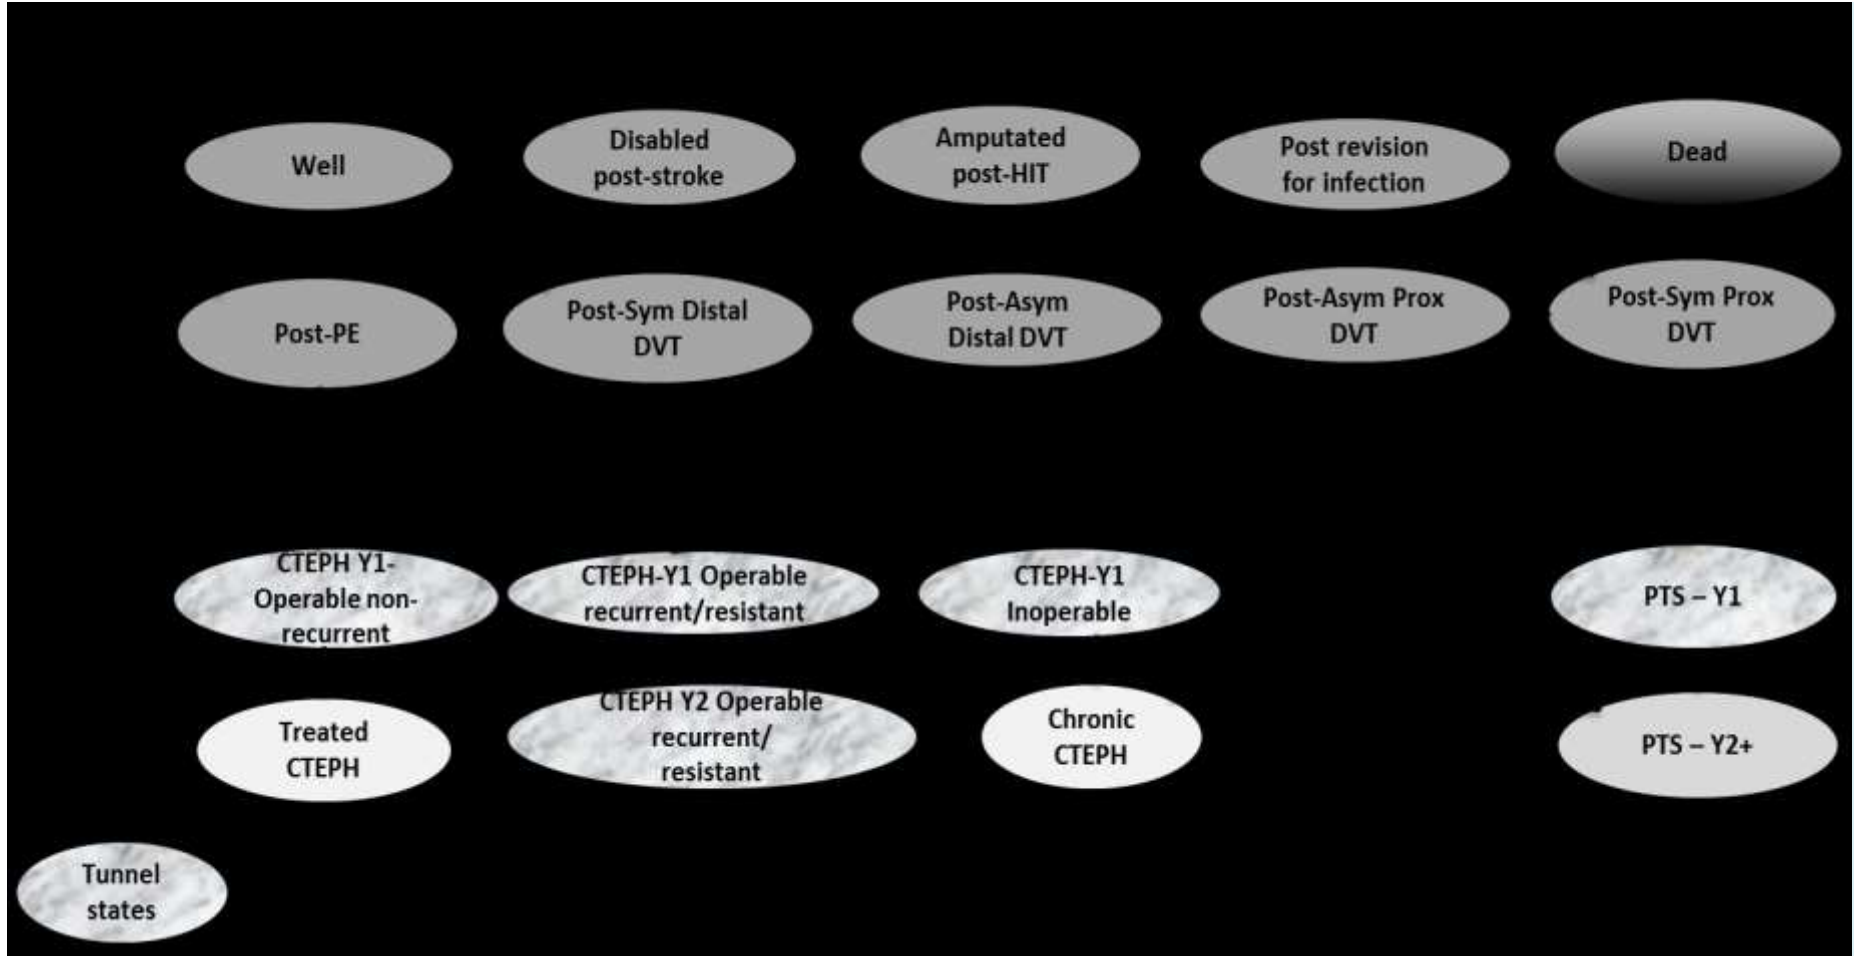 Well
Disabled
post-stroke
Amputated
post-HIT
Post revision
for infection
Dead
Post-PE
Post-Sym Distal
DVT
Post-Asym
Distal DVT
Post-Asym Prox
DVT
Post-Sym Prox
DVT
CTEPH Y1-
Operable non-
recurrent
CTEPH-Y1 Operable
recurrent/resistant
CTEPH-Y1
Inoperable
PTS – Y1
Treated
CTEPH
CTEPH Y2 Operable
recurrent/
resistant
Chronic
CTEPH
PTS – Y2+
Tunnel
states